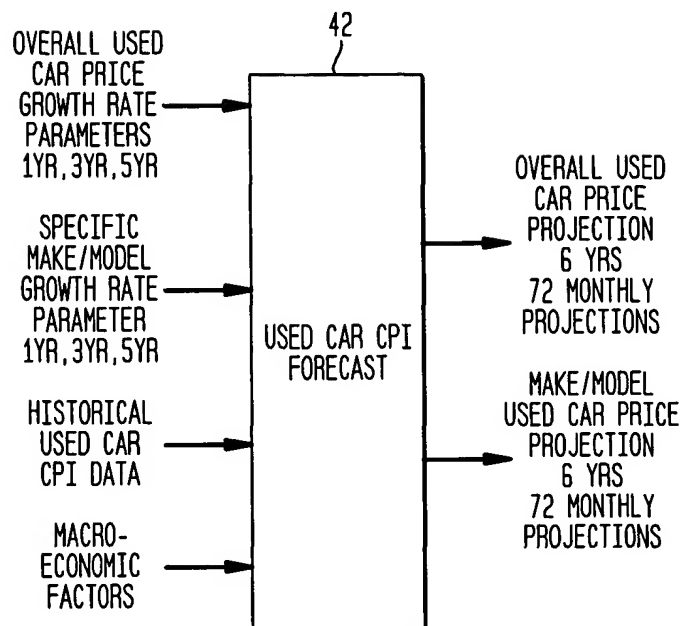 42
OVERALL USED
CAR PRICE
GROWTH RATE
PARAMETERS
1YR,3YR,5YR
SPECIFIC
MAKE/MODEL
GROWTH RATE
PARAMETER
1YR,3YR,5YR
HISTORICAL
USED CAR
CPI DATA
MACRO-
ECONOMIC
FACTORS
USED CAR CPI
FORECAST
OVERALL USED
CAR PRICE
PROJECTION
6 YRS
72 MONTHLY
PROJECTIONS
MAKE/MODEL
USED CAR PRICE
PROJECTION
6 YRS
72 MONTHLY
PROJECTIONS